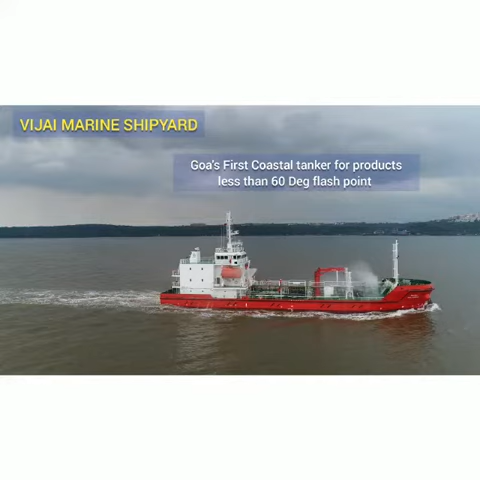 VIJAI MARINE SHIPYARD
Goa's First Coastal tanker for products
less than 60 Deg flash point